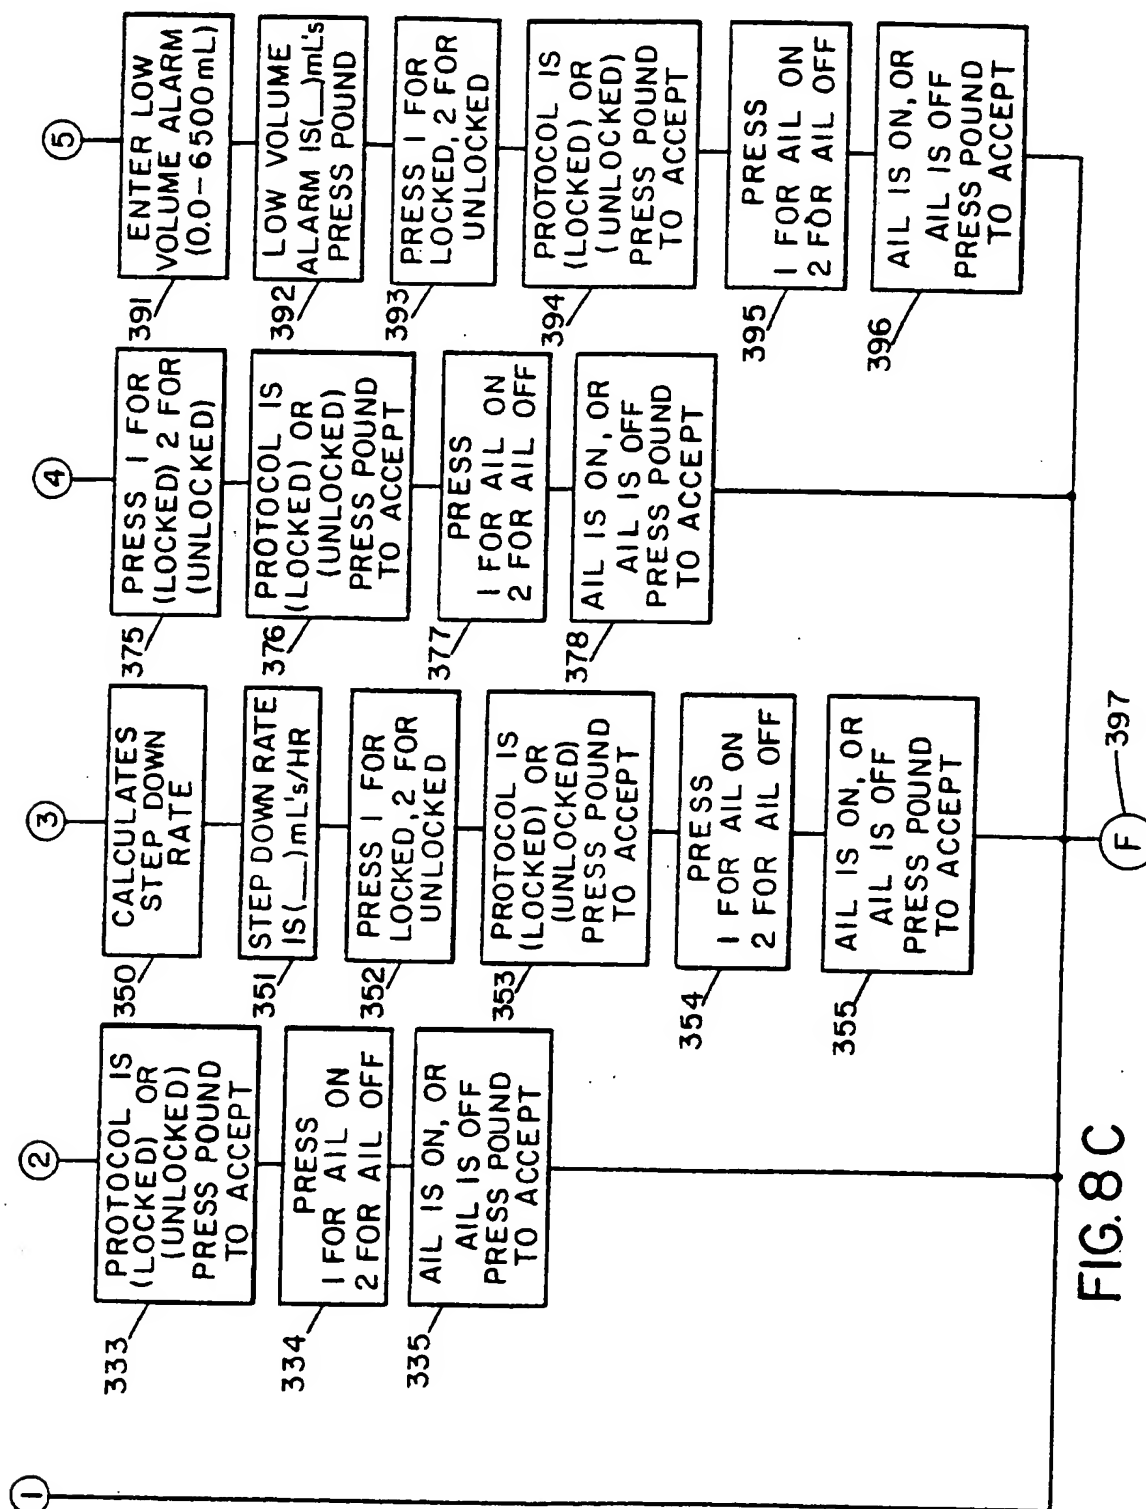 1
2
PROTOCOL IS
(LOCKED) OR
(UNLOCKED)
PRESS POUND
TO ACCEPT
333
PRESS
1 FOR AIL ON
2 FOR AIL OFF
334
AIL IS ON, OR
AIL IS OFF
PRESS POUND
TO ACCEPT
335
3
CALCULATES
STEP DOWN
RATE
350
STEP DOWN RATE
IS (__) mL's/HR
351
PRESS 1 FOR
LOCKED, 2 FOR
UNLOCKED
352
PROTOCOL IS
(LOCKED) OR
(UNLOCKED)
PRESS POUND
TO ACCEPT
353
PRESS
1 FOR AIL ON
2 FOR AIL OFF
354
AIL IS ON, OR
AIL IS OFF
PRESS POUND
TO ACCEPT
355
4
PRESS 1 FOR
(LOCKED) 2 FOR
(UNLOCKED)
375
PROTOCOL IS
(LOCKED) OR
(UNLOCKED)
PRESS POUND
TO ACCEPT
376
PRESS
1 FOR AIL ON
2 FOR AIL OFF
377
AIL IS ON, OR
AIL IS OFF
PRESS POUND
TO ACCEPT
378
5
ENTER LOW
VOLUME ALARM
(0.0-6500 mL)
391
LOW VOLUME
ALARM IS (__) mL's
PRESS POUND
392
PRESS 1 FOR
LOCKED, 2 FOR
UNLOCKED
393
PROTOCOL IS
(LOCKED) OR
(UNLOCKED)
PRESS POUND
TO ACCEPT
394
PRESS
1 FOR AIL ON
2 FOR AIL OFF
395
AIL IS ON, OR
AIL IS OFF
PRESS POUND
TO ACCEPT
396
F
397
FIG. 8C